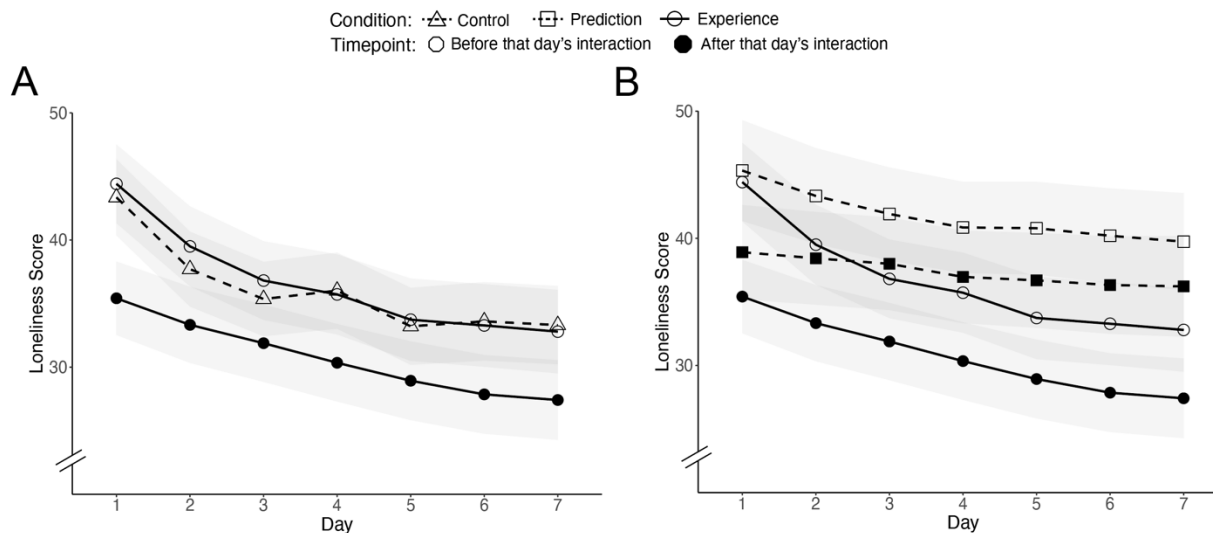 Condition: Control Prediction Experience
Timepoint: Before that day's interaction After that day's interaction
A
50
40
30
Loneliness Score
1 2 3 4 5 6 7
Day
B
50
40
30
Loneliness Score
1 2 3 4 5 6 7
Day